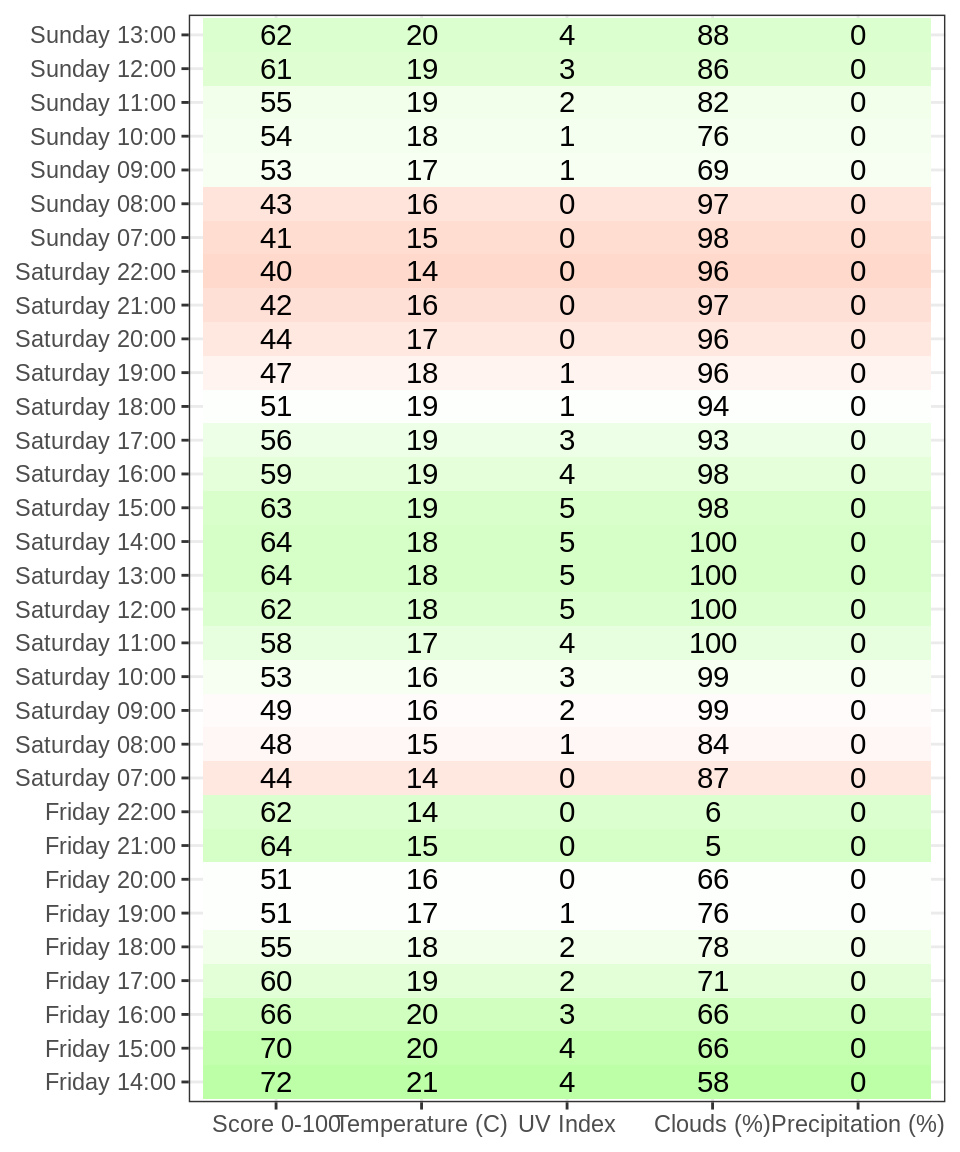 Sunday 13:00 62 20 4 88 0
Sunday 12:00 61 19 3 86 0
Sunday 11:00 55 19 2 82 0
Sunday 10:00 54 18 1 76 0
Sunday 09:00 53 17 1 69 0
Sunday 08:00 43 16 0 97 0
Sunday 07:00 41 15 0 98 0
Saturday 22:00 40 14 0 96 0
Saturday 21:00 42 16 0 97 0
Saturday 20:00 44 17 0 96 0
Saturday 19:00 47 18 1 96 0
Saturday 18:00 51 19 1 94 0
Saturday 17:00 56 19 3 93 0
Saturday 16:00 59 19 4 98 0
Saturday 15:00 63 19 5 98 0
Saturday 14:00 64 18 5 100 0
Saturday 13:00 64 18 5 100 0
Saturday 12:00 62 18 5 100 0
Saturday 11:00 58 17 4 100 0
Saturday 10:00 53 16 3 99 0
Saturday 09:00 49 16 2 99 0
Saturday 08:00 48 15 1 84 0
Saturday 07:00 44 14 0 87 0
Friday 22:00 62 14 0 6 0
Friday 21:00 64 15 0 5 0
Friday 20:00 51 16 0 66 0
Friday 19:00 51 17 1 76 0
Friday 18:00 55 18 2 78 0
Friday 17:00 60 19 2 71 0
Friday 16:00 66 20 3 66 0
Friday 15:00 70 20 4 66 0
Friday 14:00 72 21 4 58 0
Score 0-100 Temperature (C) UV Index Clouds (%) Precipitation (%)